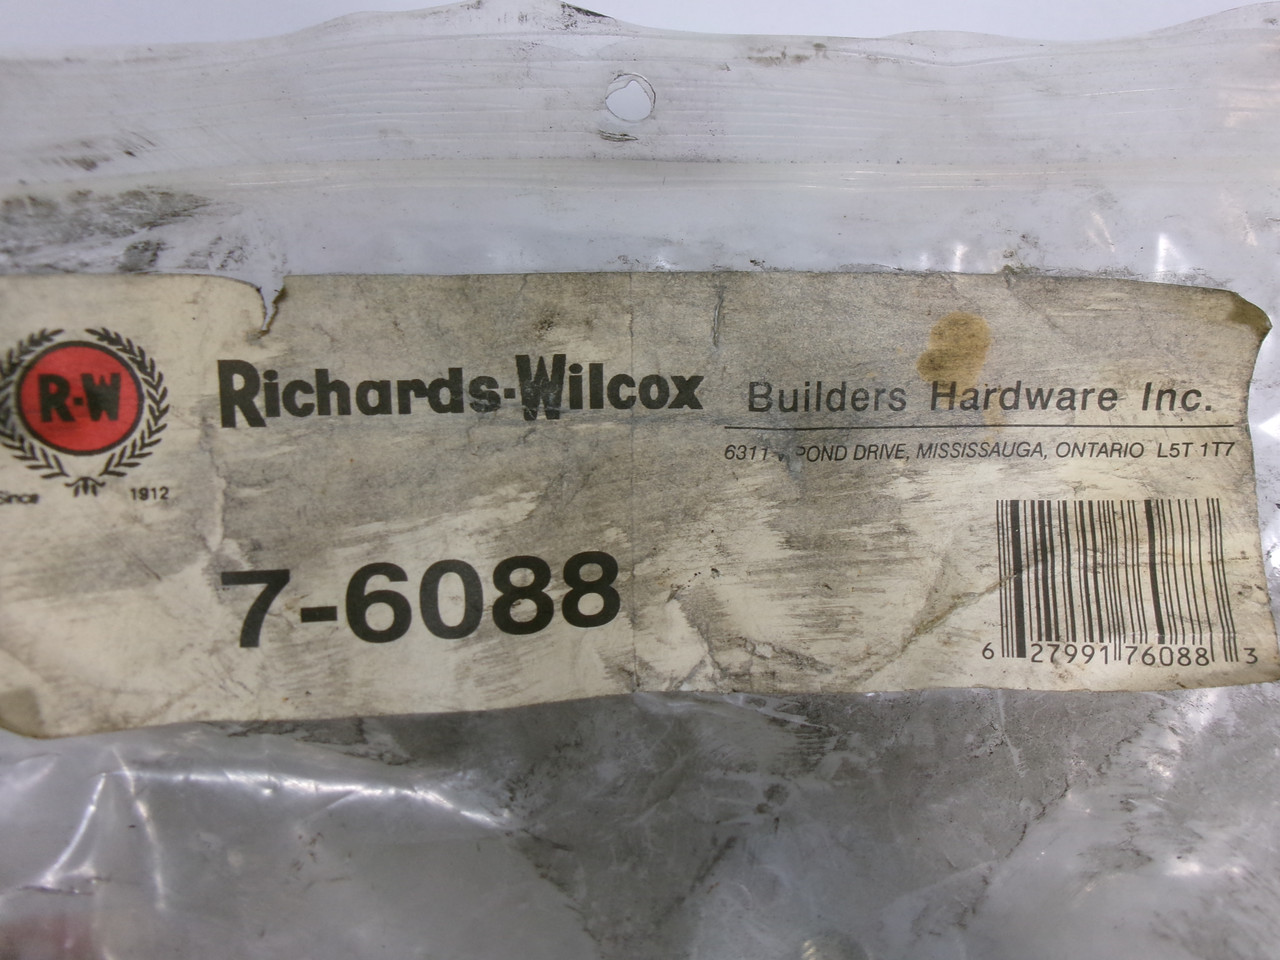 R-W
Since 1912
Richards-Wilcox Builders Hardware Inc.
6311 POND DRIVE, MISSISSAUGA, ONTARIO L5T 1T7
7-6088
6 27991 76088 3